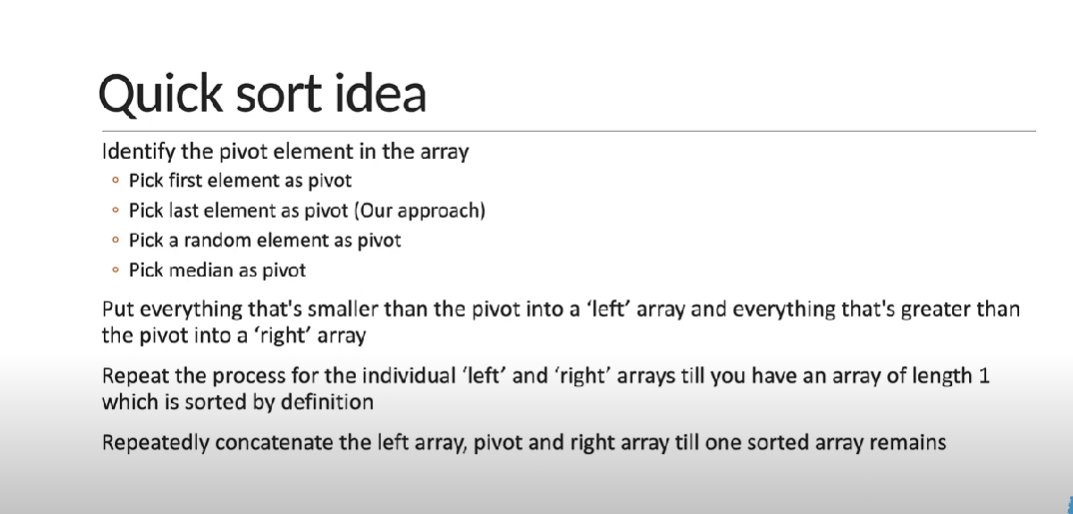 Quick sort idea
Identify the pivot element in the array
Pick first element as pivot
Pick last element as pivot (Our approach)
Pick a random element as pivot
Pick median as pivot
Put everything that's smaller than the pivot into a ‘left’ array and everything that's greater than
the pivot into a ‘right’ array
Repeat the process for the individual ‘left’ and ‘right’ arrays till you have an array of length 1
which is sorted by definition
Repeatedly concatenate the left array, pivot and right array till one sorted array remains